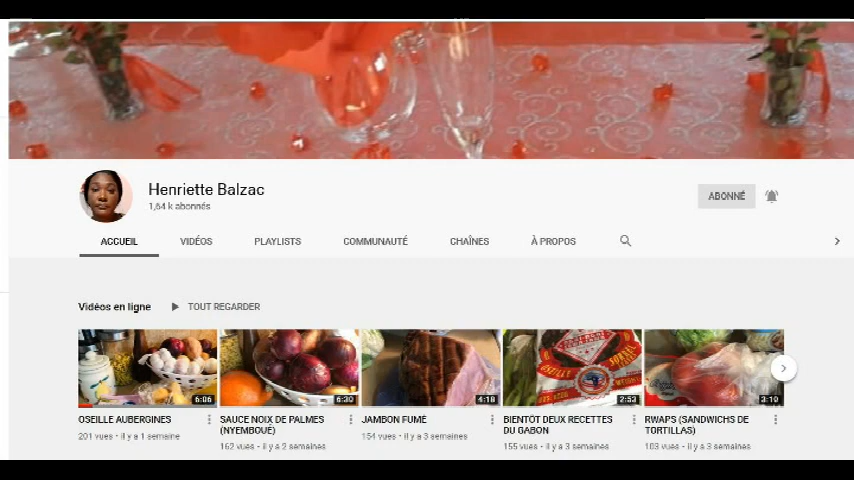 Henriette Balzac
1,64 k abonnés
ABONNÉ
ACCUEIL VIDÉOS PLAYLISTS COMMUNAUTÉ CHAÎNES À PROPOS
Vidéos en ligne TOUT REGARDER
6:06 6:30 4:18 2:53 3:10
OSEILLE AUBERGINES
201 vues • il y a 1 semaine
SAUCE NOIX DE PALMES
(NYEMBOUÉ)
162 vues • il y a 2 semaines
JAMBON FUMÉ
154 vues • il y a 3 semaines
BIENTÔT DEUX RECETTES
DU GABON
155 vues • il y a 3 semaines
RWAPS (SANDWICHS DE
TORTILLAS)
103 vues • il y a 3 semaines